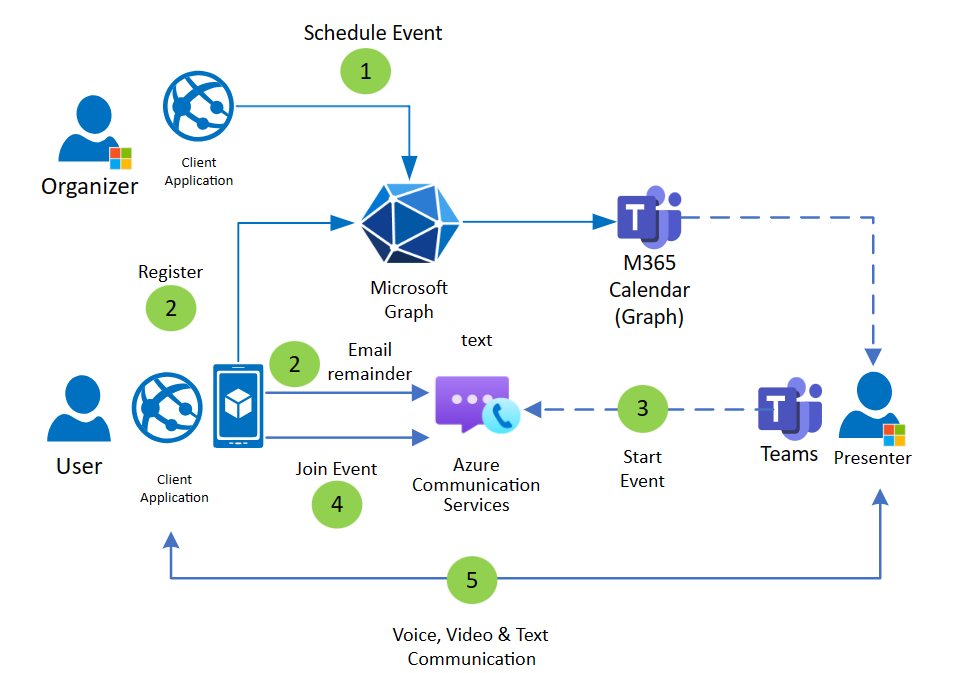 Schedule Event
1
Client
Application
Organizer
Register
2
Microsoft
Graph
M365
Calendar
(Graph)
text
2
Email
remainder
User
Client
Application
Join Event
4
Azure
Communication
Services
3
Start
Event
T
T
Teams
Presenter
5
Voice, Video & Text
Communication